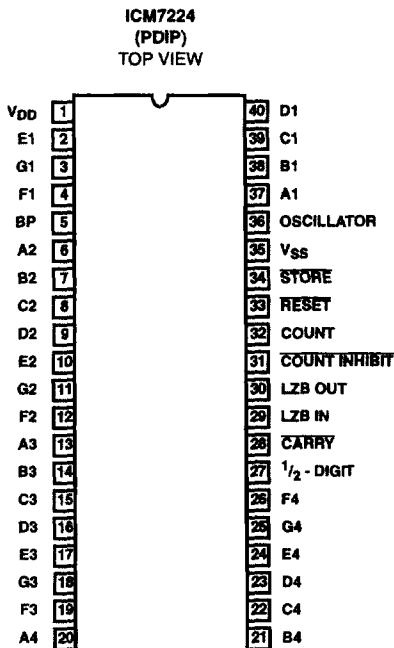 ICM7224
(PDIP)
TOP VIEW
VDD 1 40 D1
E1 2 39 C1
G1 3 38 B1
F1 4 37 A1
BP 5 36 OSCILLATOR
A2 6 35 VSS
B2 7 34 STORE
C2 8 33 RESET
D2 9 32 COUNT
E2 10 31 COUNT INHIBIT
G2 11 30 LZB OUT
F2 12 29 LZB IN
A3 13 28 CARRY
B3 14 27 1/2 - DIGIT
C3 15 26 F4
D3 16 25 G4
E3 17 24 E4
G3 18 23 D4
F3 19 22 C4
A4 20 21 B4